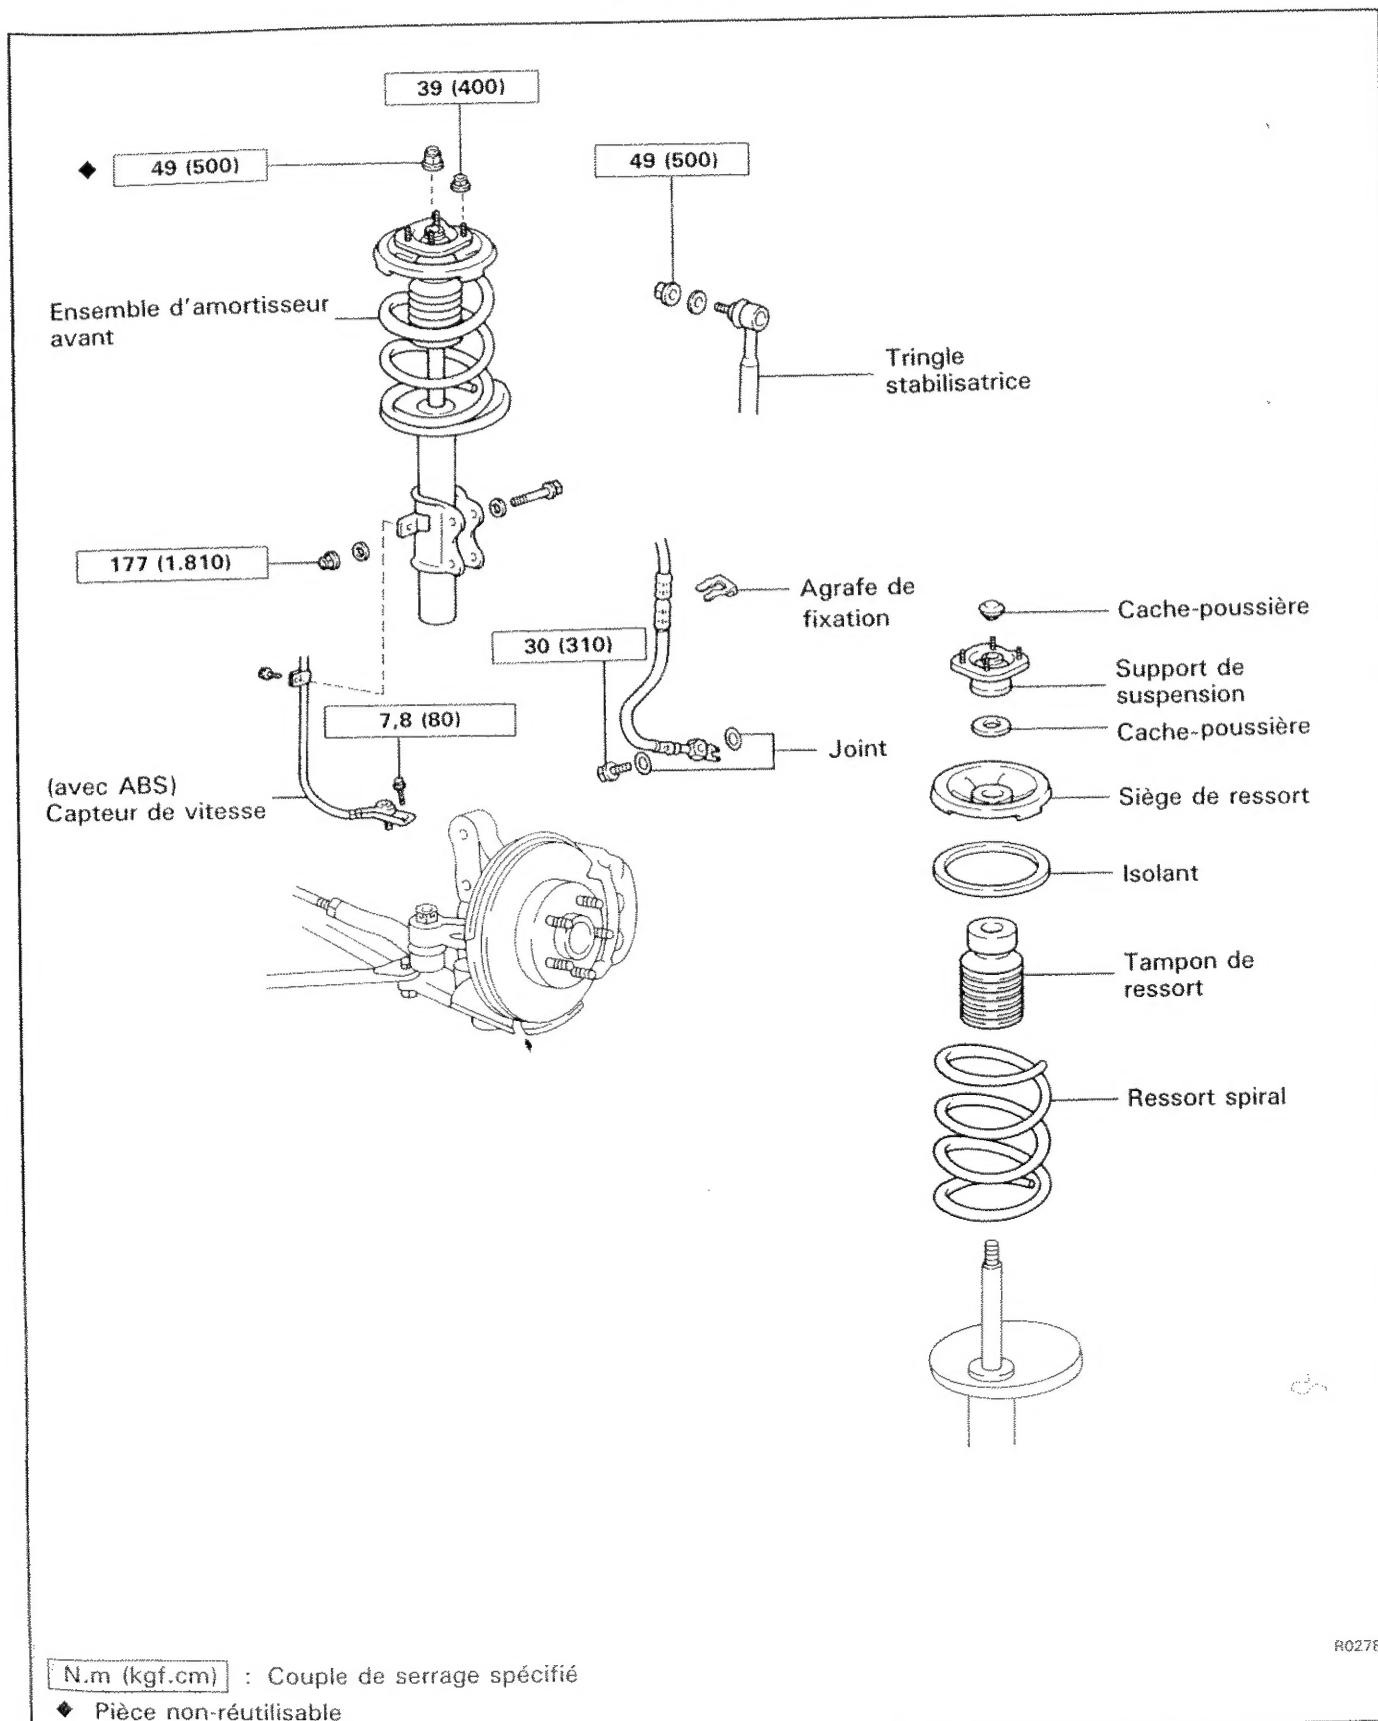 39 (400)
◆ 49 (500)
49 (500)
Ensemble d'amortisseur
avant
Tringle
stabilisatrice
177 (1.810)
Agrafe de
fixation
30 (310)
7,8 (80)
Joint
(avec ABS)
Capteur de vitesse
Cache-poussière
Support de
suspension
Cache-poussière
Siège de ressort
Isolant
Tampon de
ressort
Ressort spiral
R0278
N.m (kgf.cm) : Couple de serrage spécifié
◆ Pièce non-réutilisable